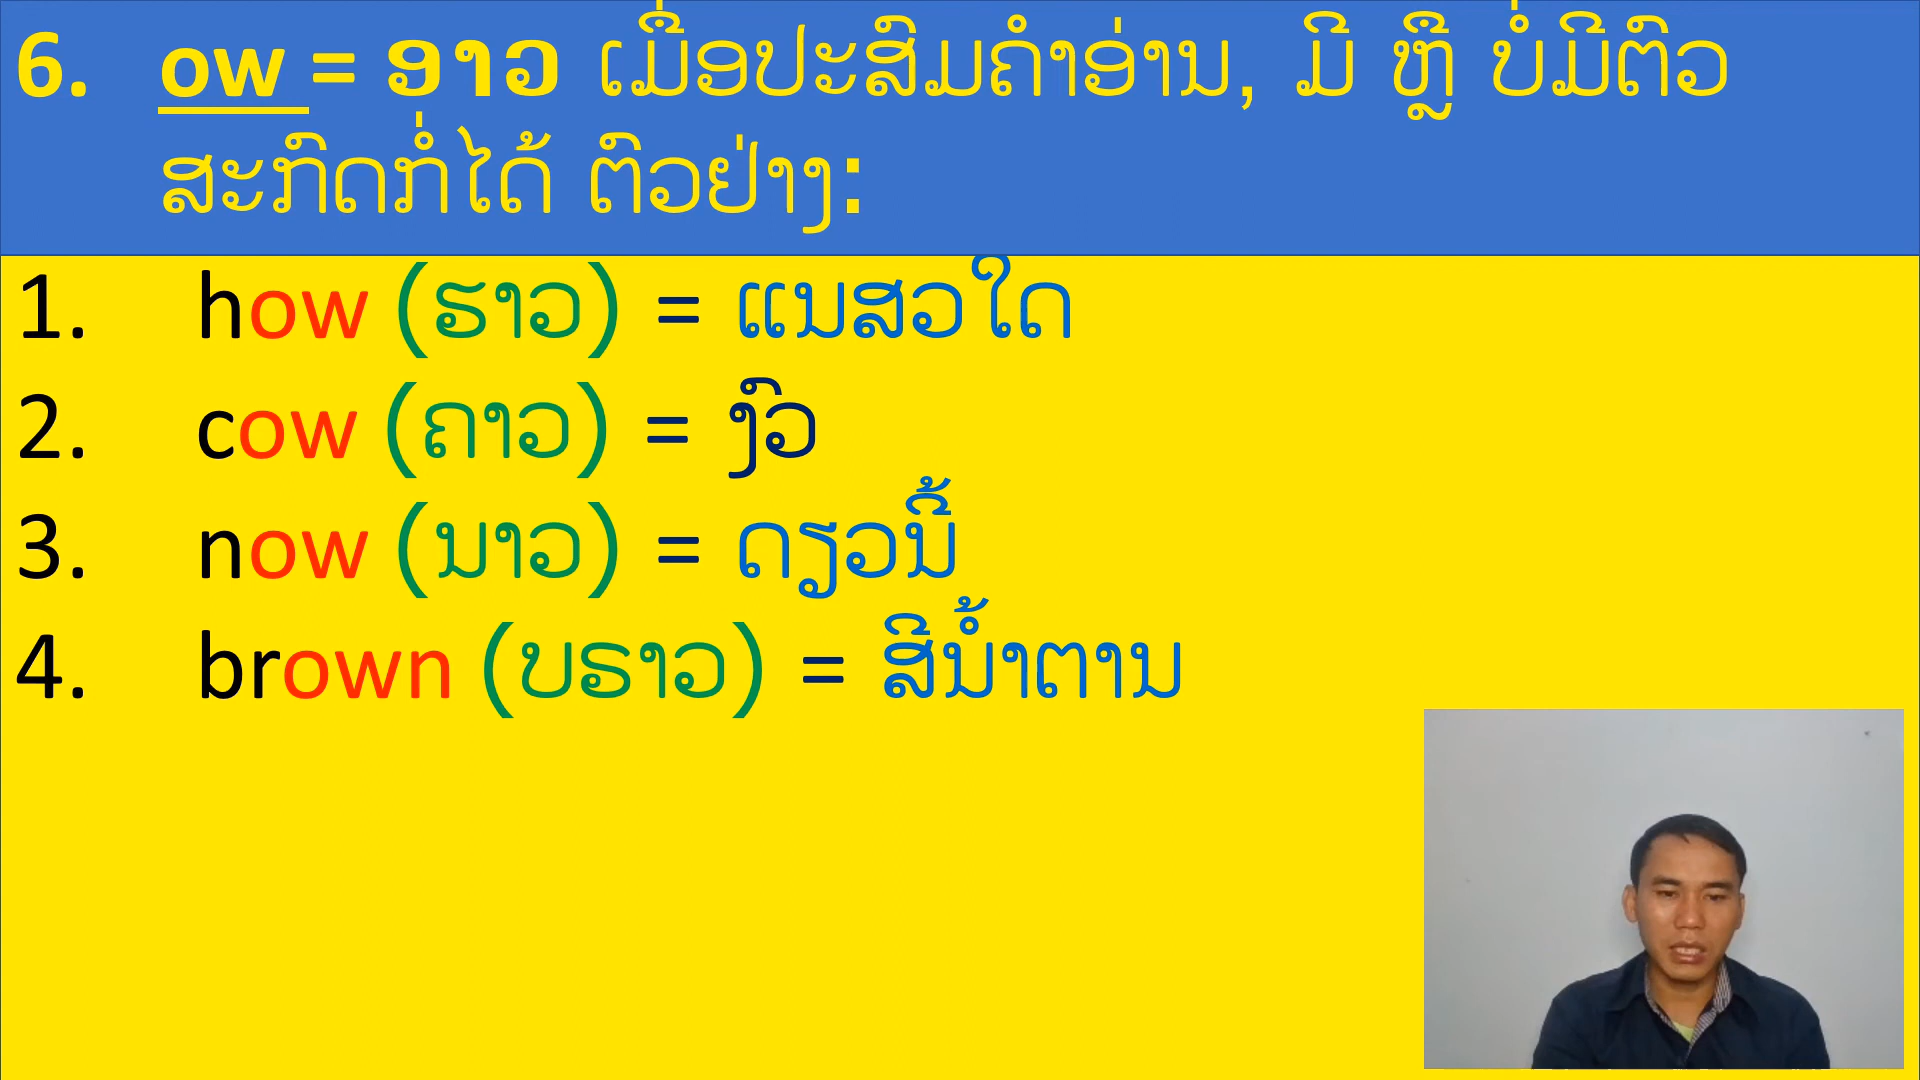 6. ow = ອາວ ເມື່ອປະສົມຄຳອ່ານ, ມີ ຫຼື ບໍ່ມີຕົວ
ສະກົດກໍ່ໄດ້ ຕົວຢ່າງ:
1. how (ຮາວ) = ແນສວໃດ
2. cow (ຄາວ) = ງົວ
3. now (ນາວ) = ດຽວນີ້
4. brown (ບຣາວ) = ສີນ້ຳຕານ